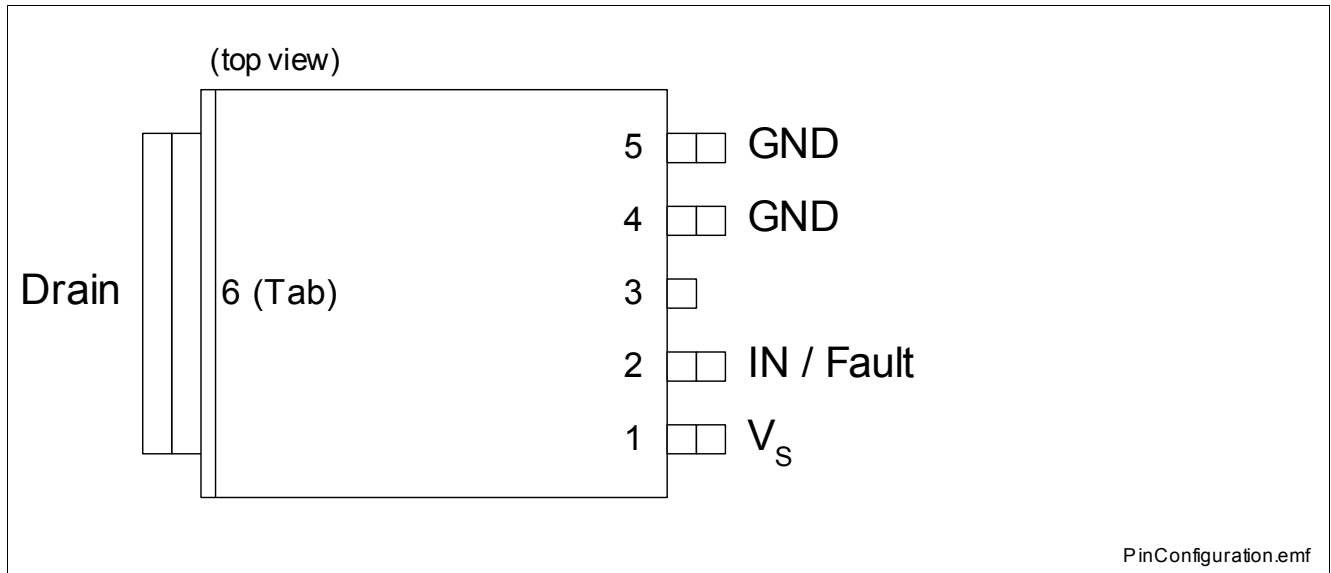 (top view)
5 GND
4 GND
Drain 6 (Tab) 3
2 IN / Fault
1 VS
PinConfiguration.emf